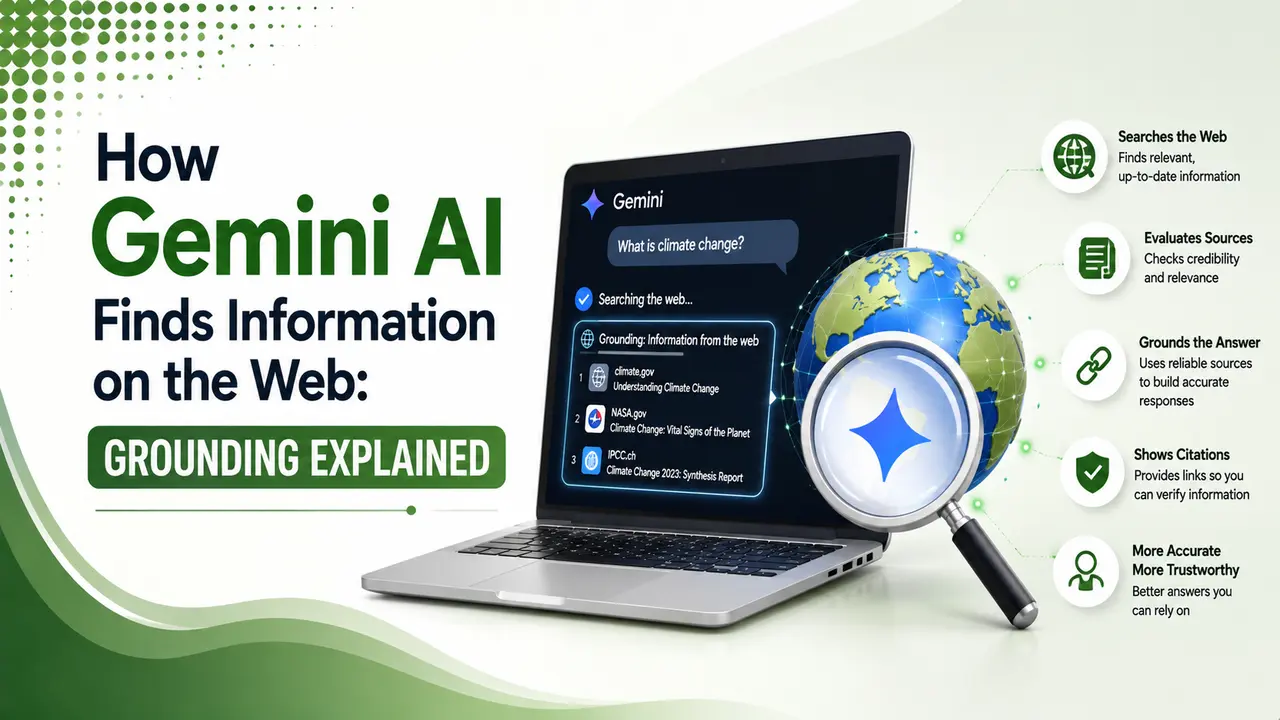 How
Gemini AI
Finds Information
on the Web:
GROUNDING EXPLAINED
Gemini
What is climate change?
Searching the web...
Grounding: Information from the web
1
climate.gov
Understanding Climate Change
2
NASA.gov
Climate Change: Vital Signs of the Planet
3
IPCC.ch
Climate Change 2023: Synthesis Report
Searches the Web
Finds relevant,
up-to-date information
Evaluates Sources
Checks credibility
and relevance
Grounds the Answer
Uses reliable sources
to build accurate
responses
Shows Citations
Provides links so you
can verify information
More Accurate
More Trustworthy
Better answers you
can rely on